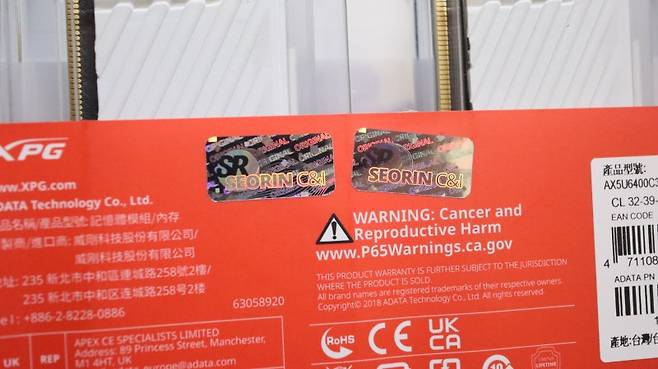 XPG
www.XPG.com
ADATA Technology Co., Ltd.
品名稱/產品型號: 記憶體模組/內存
製商/進口商: 威剛科技股份有限公司/
威剛科技股份有限公司
235 新北市中和區連城路258號2樓/
235 新北市中和区连城路258号2楼
+886-2-8228-0886
63058920
UK REP
APEX CE SPECIALISTS LIMITED
89 Princess Street, Manchester,
M1 4HT, UK
ORIGINAL
SEORIN C&I
ORIGINAL
SEORIN C&I
WARNING: Cancer and
Reproductive Harm
www.P65Warnings.ca.gov
THIS PRODUCT WARRANTY IS FURTHER SUBJECT TO THE JURISDICTION
WHERE THE PRODUCT IS SOLD.
All brand names are registered trademarks of their respective owners.
Copyright © 2018 ADATA Technology Co., Ltd. All rights reserved.
RoHS
CE
UK
CA
產品型號:
AX5U6400C3
CL 32-39-
EAN CODE
4 71108
ADATA PN
產地:台灣/台